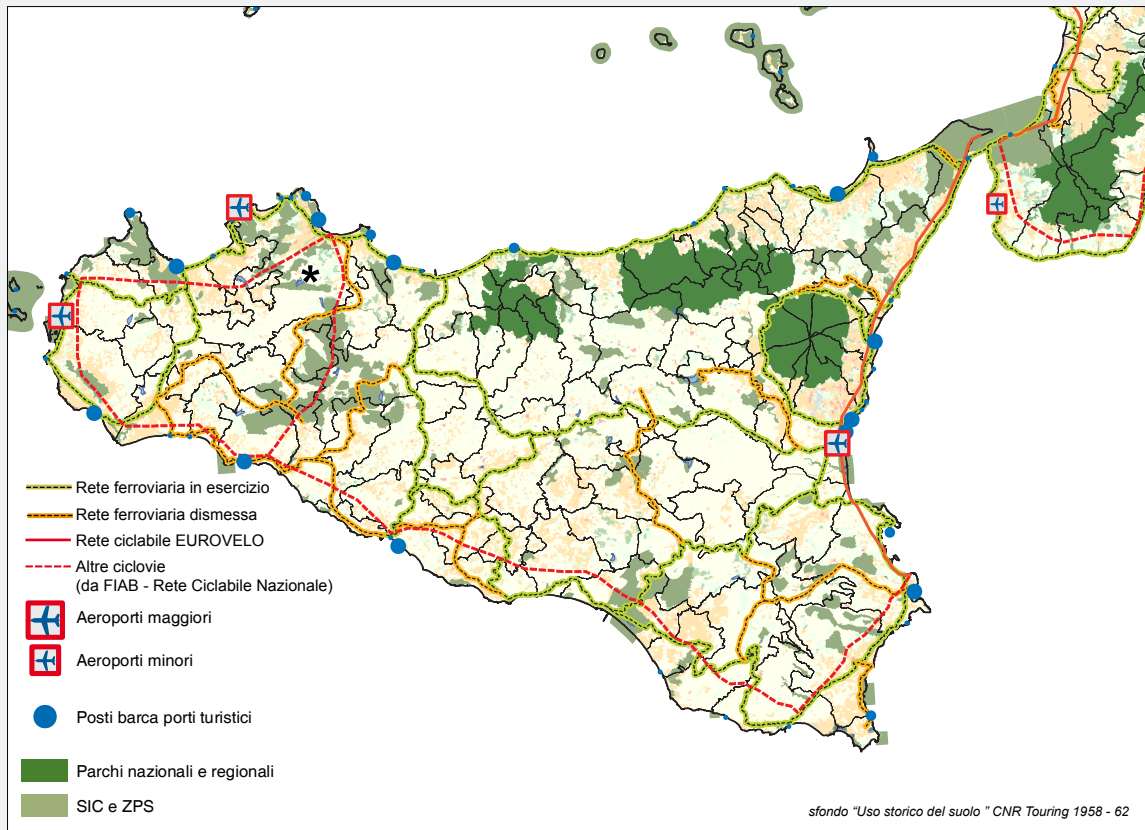 *
Rete ferroviaria in esercizio
Rete ferroviaria dismessa
Rete ciclabile EUROVELO
Altre ciclovie
(da FIAB - Rete Ciclabile Nazionale)
Aeroporti maggiori
Aeroporti minori
Posti barca porti turistici
Parchi nazionali e regionali
SIC e ZPS
sfondo “Uso storico del suolo ” CNR Touring 1958 - 62